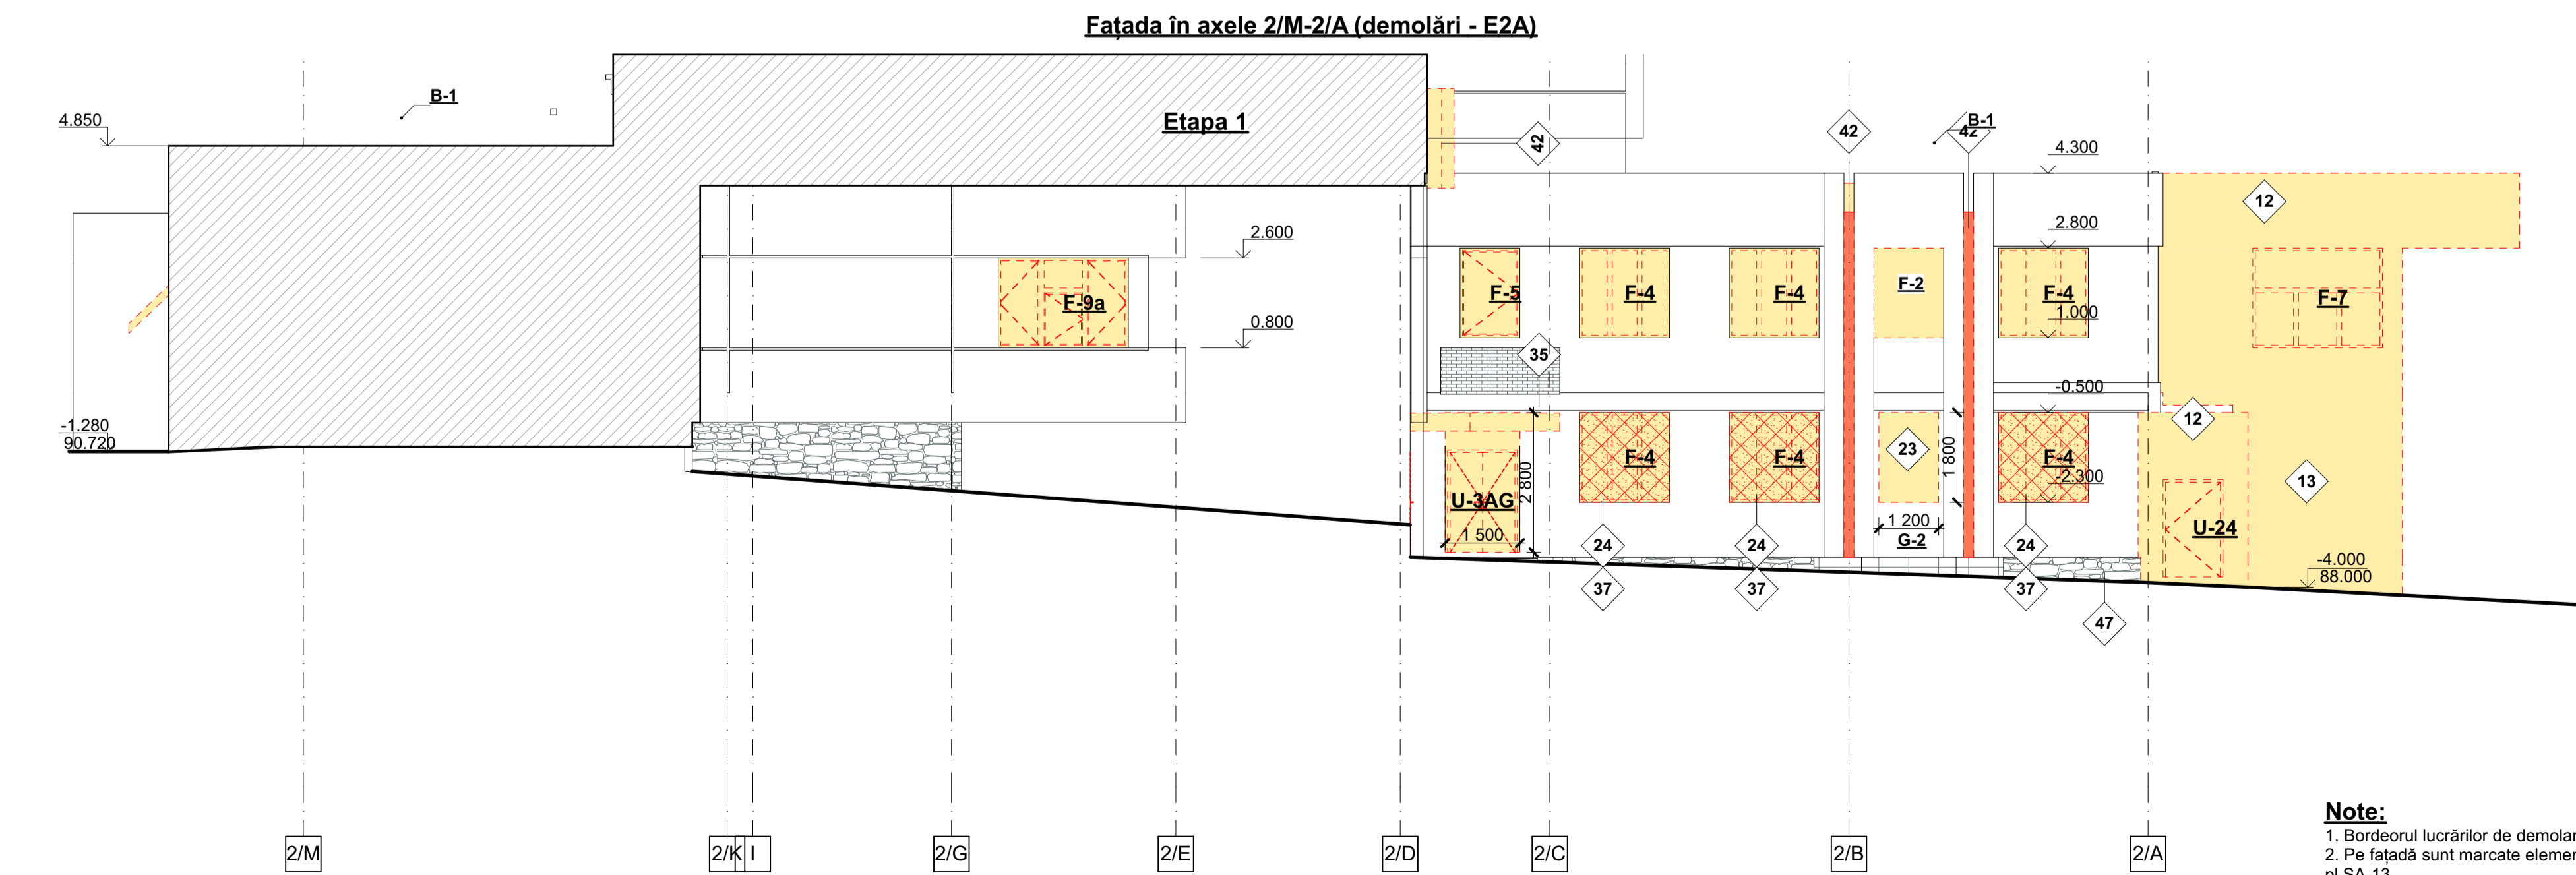 Fațada în axele 2/M-2/A (demolări - E2A)
B-1
4.850
Etapa 1
42
42
42
B-1
4.300
12
2.600
2.800
F-9a
F-5
F-4
F-4
F-2
F-4
F-7
0.800
1.000
35
-0.500
-1.280
90.720
12
23
1 800
13
2 800
F-4
F-4
F-4
-2.300
U-3AG
1 500
1 200
G-2
U-24
24
24
24
-4.000
88.000
37
37
37
47
Note:
1. Bordeorul lucrărilor de
2. Pe fațadă sunt marcate
pl.SA-13
2/M
2/K
I
2/G
2/E
2/D
2/C
2/B
2/A